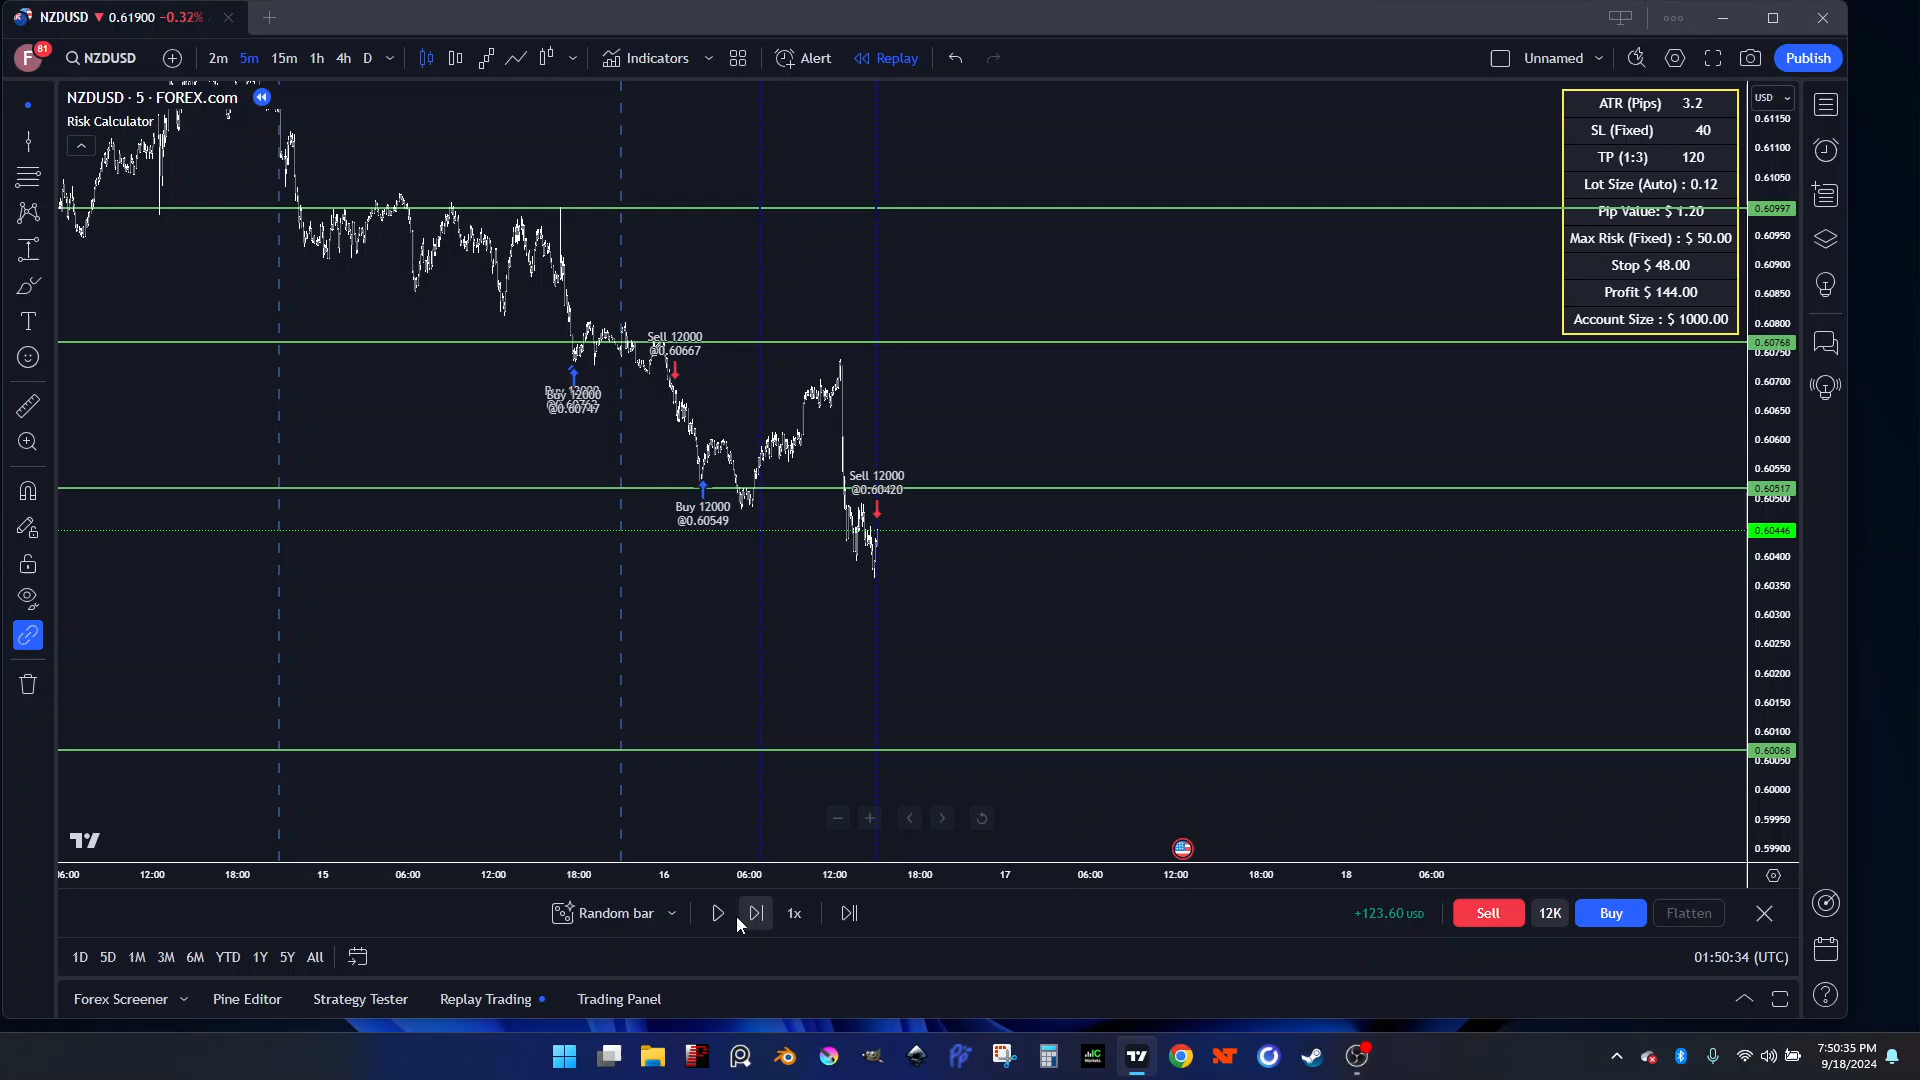 NZDUSD ▼ 0.61900 −0.32%
F 81 NZDUSD 2m 5m 15m 1h 4h D Indicators Alert Replay Unnamed Publish
NZDUSD · 5 · FOREX.com
Risk Calculator
ATR (Pips) 3.2
SL (Fixed) 40
TP (1:3) 120
Lot Size (Auto) : 0.12
Pip Value: $ 1.20
Max Risk (Fixed) : $ 50.00
Stop $ 48.00
Profit $ 144.00
Account Size : $ 1000.00
USD
0.61150
0.61100
0.61050
0.60997
0.60950
0.60900
0.60850
0.60800
0.60768
0.60750
0.60700
0.60650
0.60600
0.60550
0.60517
0.60500
0.60446
0.60400
0.60350
0.60300
0.60250
0.60200
0.60150
0.60100
0.60068
0.60050
0.60000
0.59950
0.59900
Sell 12000
@0.60667
Buy 12000
@0.60747
Buy 12000
@0.60549
Sell 12000
@0.60420
12:00 18:00 15 06:00 12:00 18:00 16 06:00 12:00 18:00 17 06:00 12:00 18:00 18 06:00
Random bar 1x +123.60 USD Sell 12K Buy Flatten
1D 5D 1M 3M 6M YTD 1Y 5Y All 01:50:34 (UTC)
Forex Screener Pine Editor Strategy Tester Replay Trading Trading Panel
7:50:35 PM
9/18/2024